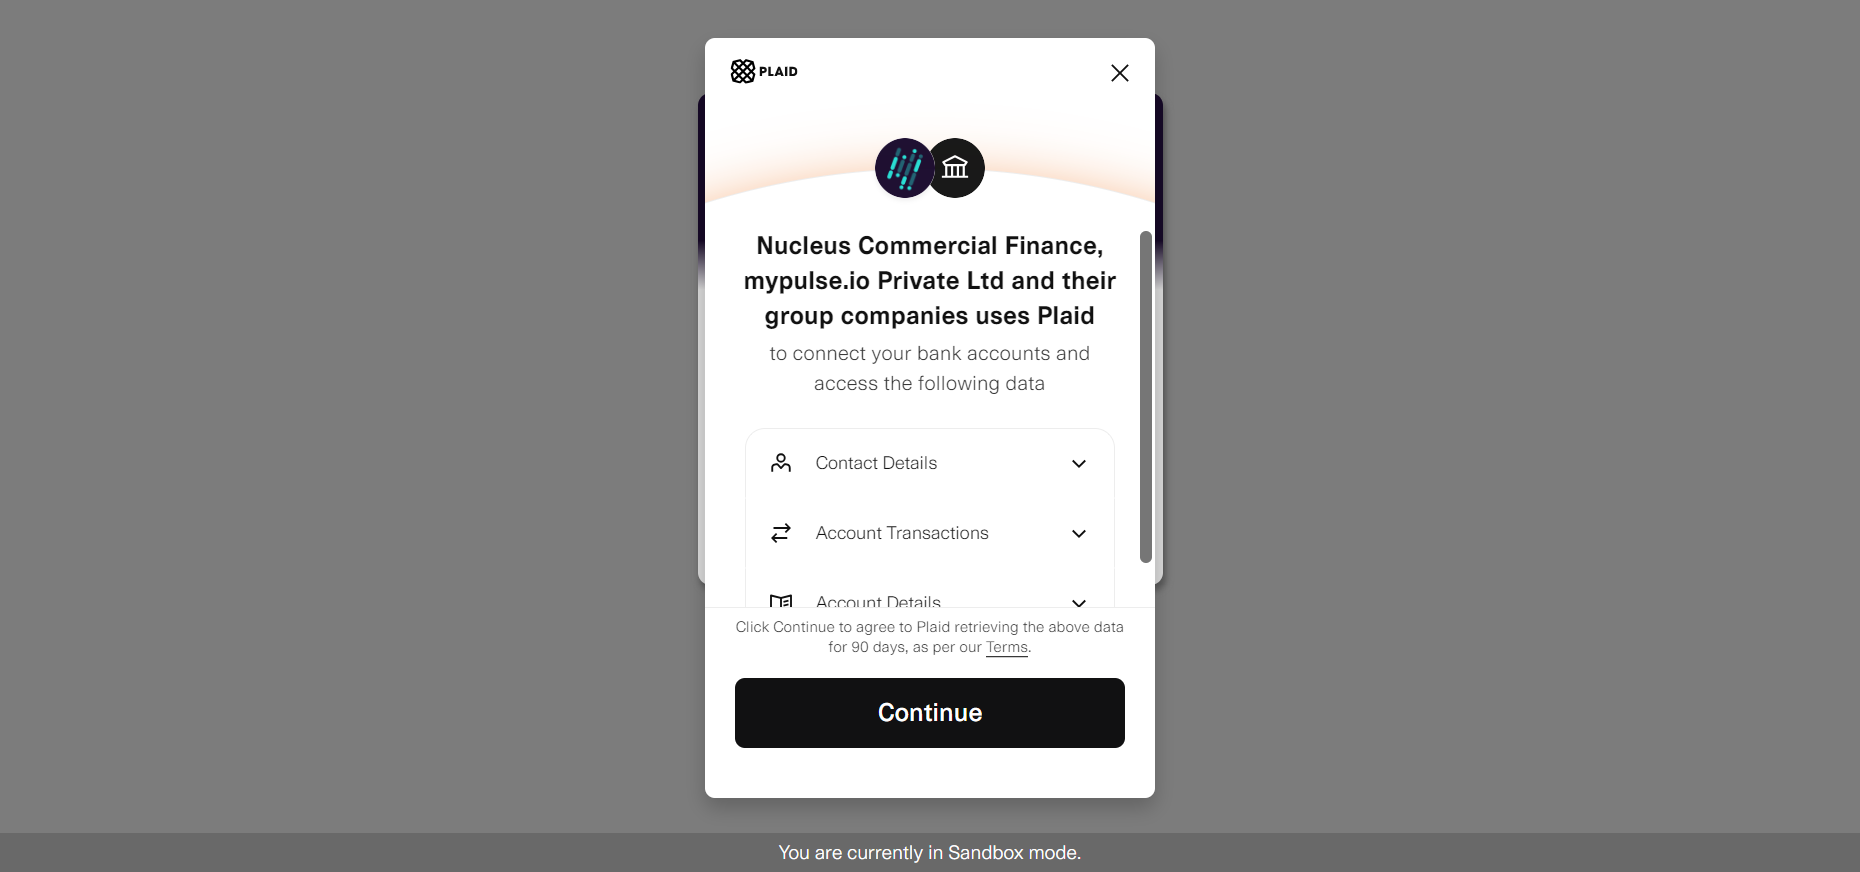 PLAID
Nucleus Commercial Finance,
mypulse.io Private Ltd and their
group companies uses Plaid
to connect your bank accounts and
access the following data
Contact Details
Account Transactions
Account Details
Click Continue to agree to Plaid retrieving the above data
for 90 days, as per our Terms.
Continue
You are currently in Sandbox mode.